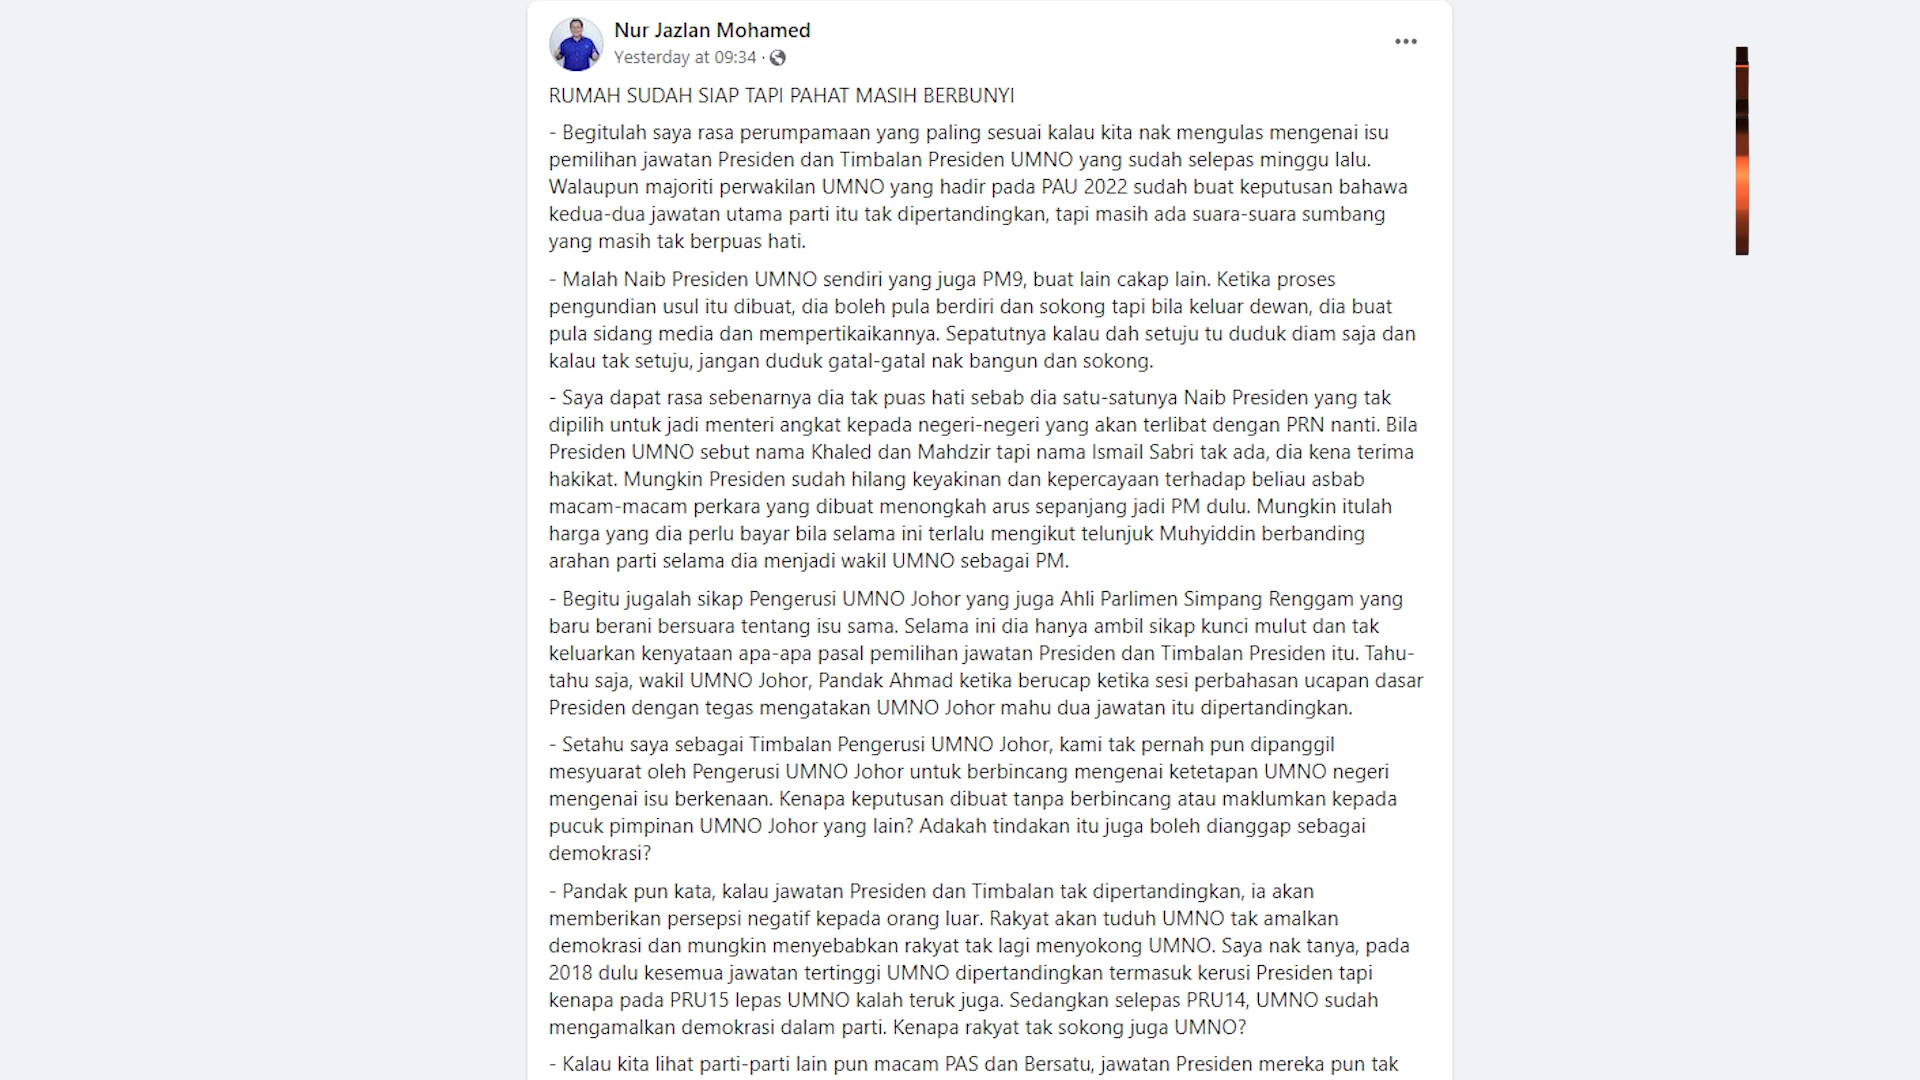 Nur Jazlan Mohamed
Yesterday at 09:34 ·
RUMAH SUDAH SIAP TAPI PAHAT MASIH BERBUNYI
- Begitulah saya rasa perumpamaan yang paling sesuai kalau kita nak mengulas mengenai isu
pemilihan jawatan Presiden dan Timbalan Presiden UMNO yang sudah selepas minggu lalu.
Walaupun majoriti perwakilan UMNO yang hadir pada PAU 2022 sudah buat keputusan bahawa
kedua-dua jawatan utama parti itu tak dipertandingkan, tapi masih ada suara-suara sumbang
yang masih tak berpuas hati.
- Malah Naib Presiden UMNO sendiri yang juga PM9, buat lain cakap lain. Ketika proses
pengundian usul itu dibuat, dia boleh pula berdiri dan sokong tapi bila keluar dewan, dia buat
pula sidang media dan mempertikaikannya. Sepatutnya kalau dah setuju tu duduk diam saja dan
kalau tak setuju, jangan duduk gatal-gatal nak bangun dan sokong.
- Saya dapat rasa sebenarnya dia tak puas hati sebab dia satu-satunya Naib Presiden yang tak
dipilih untuk jadi menteri angkat kepada negeri-negeri yang akan terlibat dengan PRN nanti. Bila
Presiden UMNO sebut nama Khaled dan Mahdzir tapi nama Ismail Sabri tak ada, dia kena terima
hakikat. Mungkin Presiden sudah hilang keyakinan dan kepercayaan terhadap beliau asbab
macam-macam perkara yang dibuat menongkah arus sepanjang jadi PM dulu. Mungkin itulah
harga yang dia perlu bayar bila selama ini terlalu mengikut telunjuk Muhyiddin berbanding
arahan parti selama dia menjadi wakil UMNO sebagai PM.
- Begitu jugalah sikap Pengerusi UMNO Johor yang juga Ahli Parlimen Simpang Renggam yang
baru berani bersuara tentang isu sama. Selama ini dia hanya ambil sikap kunci mulut dan tak
keluarkan kenyataan apa-apa pasal pemilihan jawatan Presiden dan Timbalan Presiden itu. Tahu-
tahu saja, wakil UMNO Johor, Pandak Ahmad ketika berucap ketika sesi perbahasan ucapan dasar
Presiden dengan tegas mengatakan UMNO Johor mahu dua jawatan itu dipertandingkan.
- Setahu saya sebagai Timbalan Pengerusi UMNO Johor, kami tak pernah pun dipanggil
mesyuarat oleh Pengerusi UMNO Johor untuk berbincang mengenai ketetapan UMNO negeri
mengenai isu berkenaan. Kenapa keputusan dibuat tanpa berbincang atau maklumkan kepada
pucuk pimpinan UMNO Johor yang lain? Adakah tindakan itu juga boleh dianggap sebagai
demokrasi?
- Pandak pun kata, kalau jawatan Presiden dan Timbalan tak dipertandingkan, ia akan
memberikan persepsi negatif kepada orang luar. Rakyat akan tuduh UMNO tak amalkan
demokrasi dan mungkin menyebabkan rakyat tak lagi menyokong UMNO. Saya nak tanya, pada
2018 dulu kesemua jawatan tertinggi UMNO dipertandingkan termasuk kerusi Presiden tapi
kenapa pada PRU15 lepas UMNO kalah teruk juga. Sedangkan selepas PRU14, UMNO sudah
mengamalkan demokrasi dalam parti. Kenapa rakyat tak sokong juga UMNO?
- Kalau kita lihat parti-parti lain pun macam PAS dan Bersatu, jawatan Presiden mereka pun tak